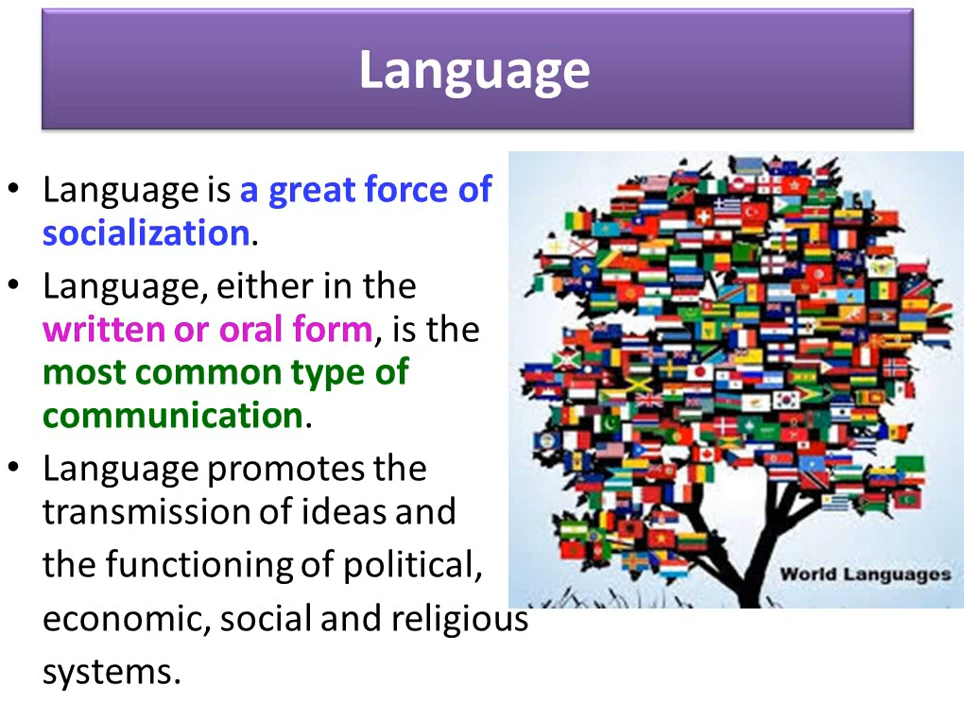 Language
• Language is a great force of
socialization.
• Language, either in the
written or oral form, is the
most common type of
communication.
• Language promotes the
transmission of ideas and
the functioning of political,
economic, social and religious
systems.
World Languages